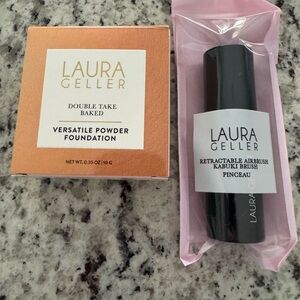 LAURA
GELLER
DOUBLE TAKE
BAKED
VERSATILE POWDER
FOUNDATION
NET WT. 0.35 OZ / 10 G
LAURA
GELLER
RETRACTABLE AIRBRUSH
KABUKI BRUSH
PINCEAU
LAURA